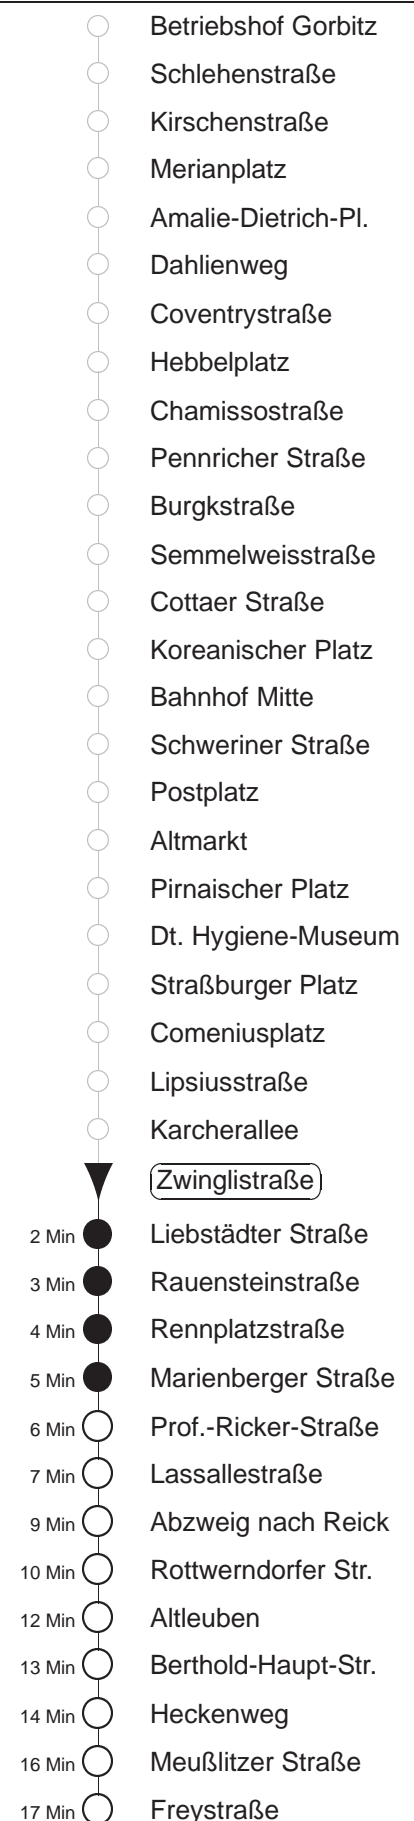 Betriebshof Gorbitz
Schlehenstraße
Kirschenstraße
Merianplatz
Amalie-Dietrich-Pl.
Dahlienweg
Coventrystraße
Hebbelplatz
Chamissostraße
Pennricher Straße
Burgkstraße
Semmelweisstraße
Cottaer Straße
Koreanischer Platz
Bahnhof Mitte
Schweriner Straße
Postplatz
Altmarkt
Pirnaischer Platz
Dt. Hygiene-Museum
Straßburger Platz
Comeniusplatz
Lipsiusstraße
Karcherallee
Zwinglistraße
2 Min Liebstädter Straße
3 Min Rauensteinstraße
4 Min Rennplatzstraße
5 Min Marienberger Straße
6 Min Prof.-Ricker-Straße
7 Min Lassallestraße
9 Min Abzweig nach Reick
10 Min Rottwerndorfer Str.
12 Min Altleuben
13 Min Berthold-Haupt-Str.
14 Min Heckenweg
16 Min Meußlitzer Straße
17 Min Freystraße